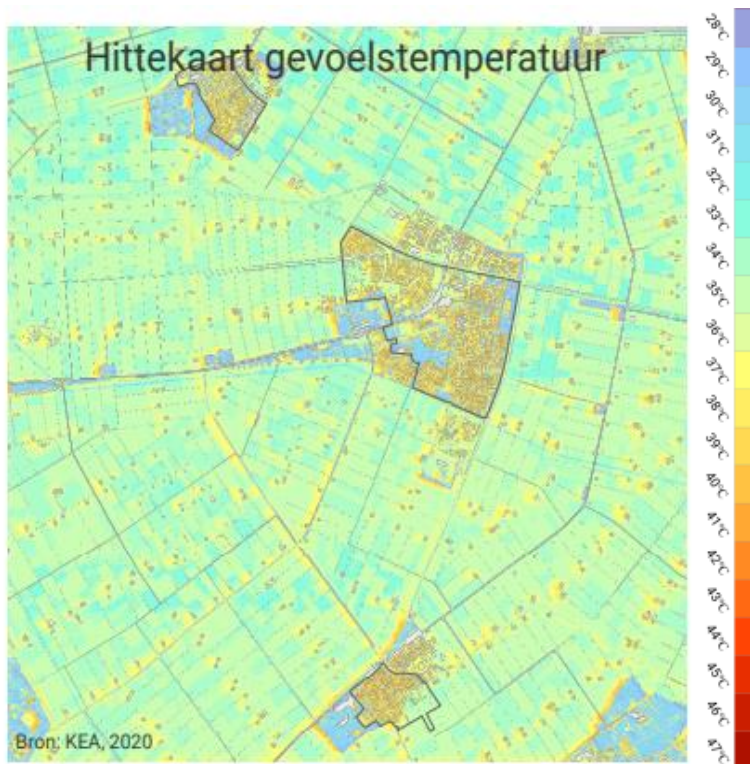 Hittekaart gevoelstemperatuur
28°C
29°C
30°C
31°C
32°C
33°C
34°C
35°C
36°C
37°C
38°C
39°C
40°C
41°C
42°C
43°C
44°C
45°C
46°C
47°C
Bron: KEA, 2020